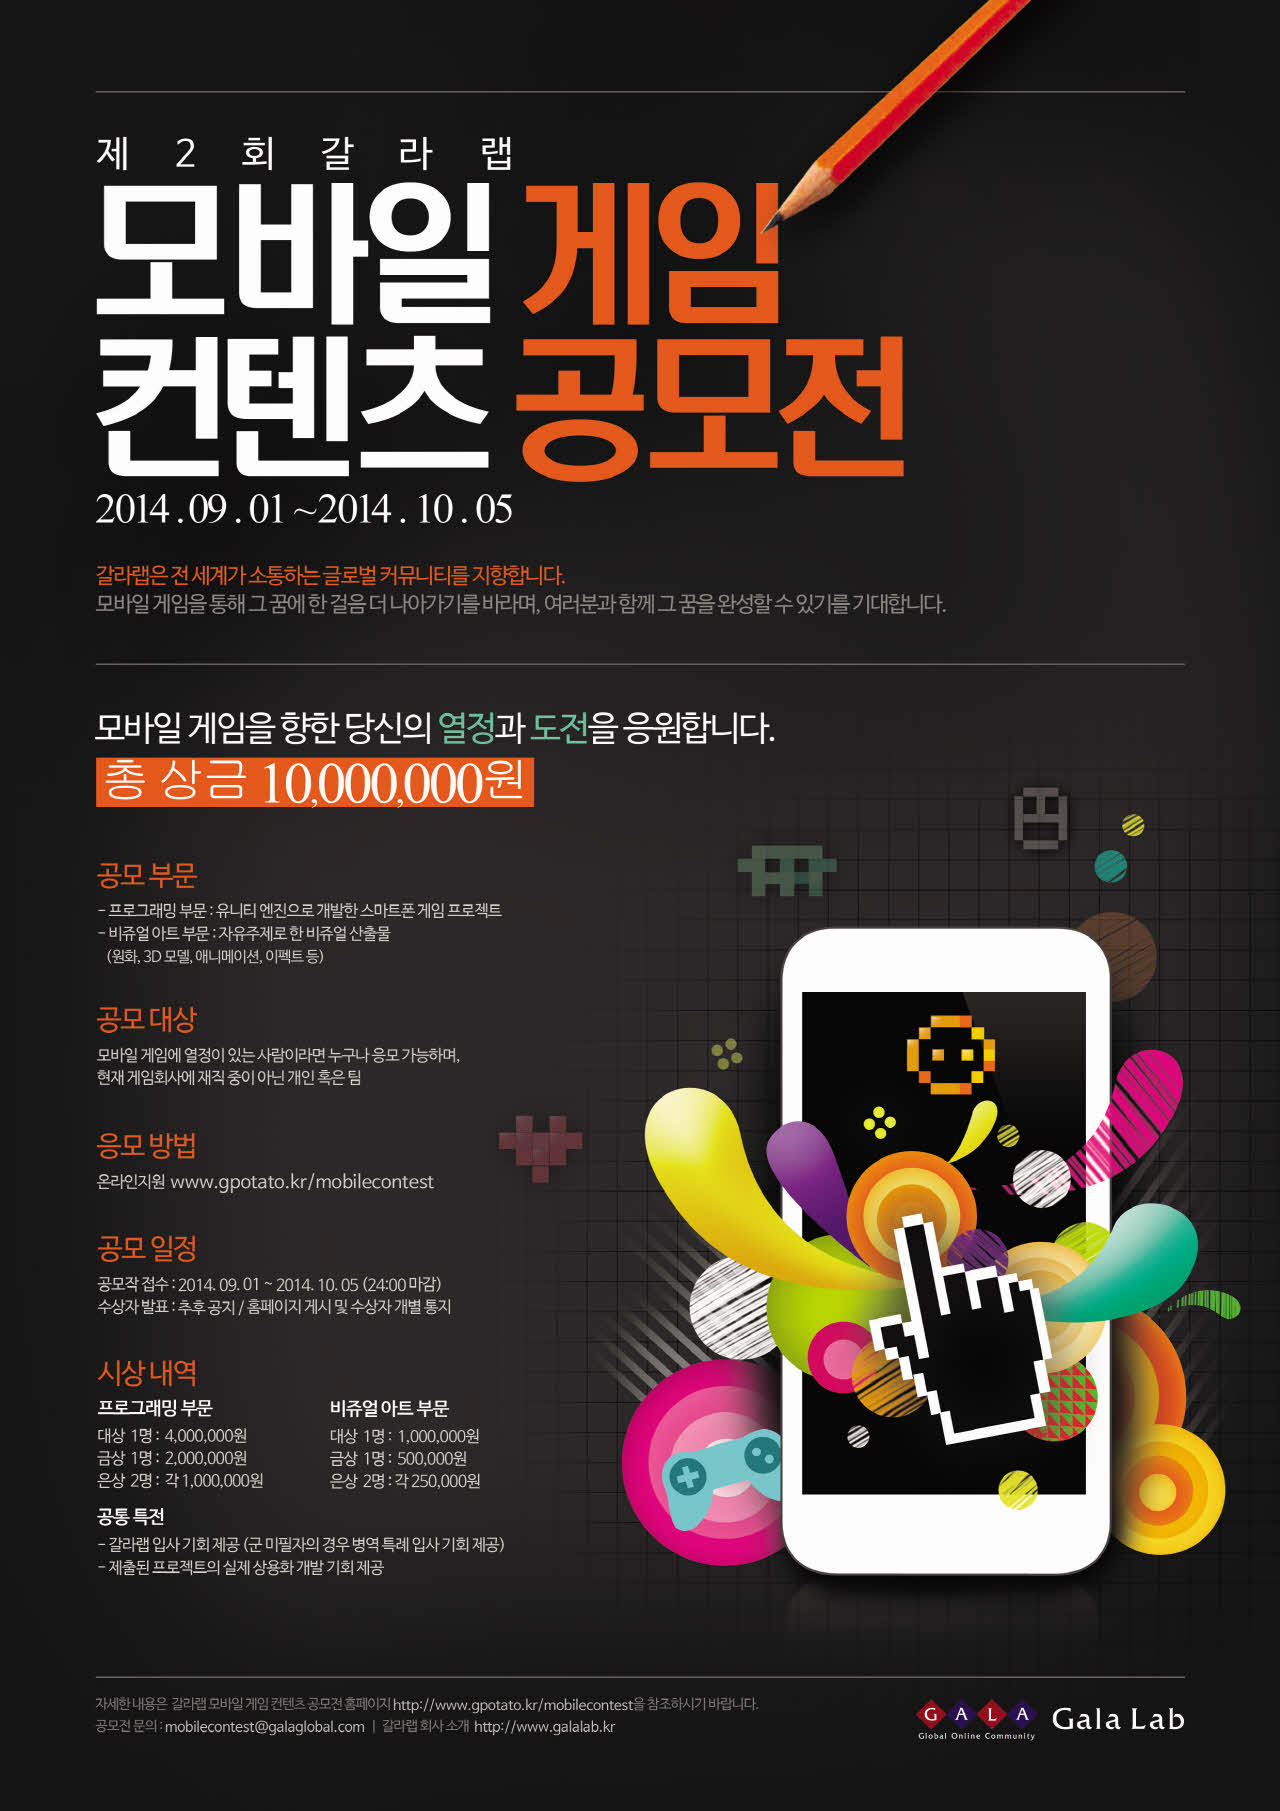 제 2 회 갈 라 랩
모바일 게임
컨텐츠 공모전
2014 . 09 . 01 ~2014 . 10 . 05
갈라랩은 전 세계가 소통하는 글로벌 커뮤니티를 지향합니다.
모바일 게임을 통해 그 꿈에 한 걸음 더 나아가기를 바라며, 여러분과 함께 그 꿈을 완성할 수 있기를 기대합니다.
모바일 게임을 향한 당신의 열정과 도전을 응원합니다.
총 상금 10,000,000원
공모 부문
- 프로그래밍 부문 : 유니티 엔진으로 개발한 스마트폰 게임 프로젝트
- 비쥬얼 아트 부문 : 자유주제로 한 비쥬얼 산출물
(원화, 3D 모델, 애니메이션, 이펙트 등)
공모 대상
모바일 게임에 열정이 있는 사람이라면 누구나 응모 가능하며,
현재 게임회사에 재직 중이 아닌 개인 혹은 팀
응모 방법
온라인지원 www.gpotato.kr/mobilecontest
공모 일정
공모작 접수 : 2014. 09. 01 ~ 2014. 10. 05 (24:00 마감)
수상자 발표 : 추후 공지 / 홈페이지 게시 및 수상자 개별 통지
시상 내역
프로그래밍 부문
대상 1명 : 4,000,000원
금상 1명 : 2,000,000원
은상 2명 : 각 1,000,000원
비쥬얼 아트 부문
대상 1명 : 1,000,000원
금상 1명 : 500,000원
은상 2명 : 각 250,000원
공통 특전
- 갈라랩 입사 기회 제공 (군 미필자의 경우 병역 특례 입사 기회 제공)
- 제출된 프로젝트의 실제 상용화 개발 기회 제공
자세한 내용은 갈라랩 모바일 게임 컨텐츠 공모전 홈페이지 http://www.gpotato.kr/mobilecontest을 참조하시기 바랍니다.
공모전 문의 : mobilecontest@galaglobal.com | 갈라랩 회사 소개 http://www.galalab.kr
GALA
Global Online Community
Gala Lab